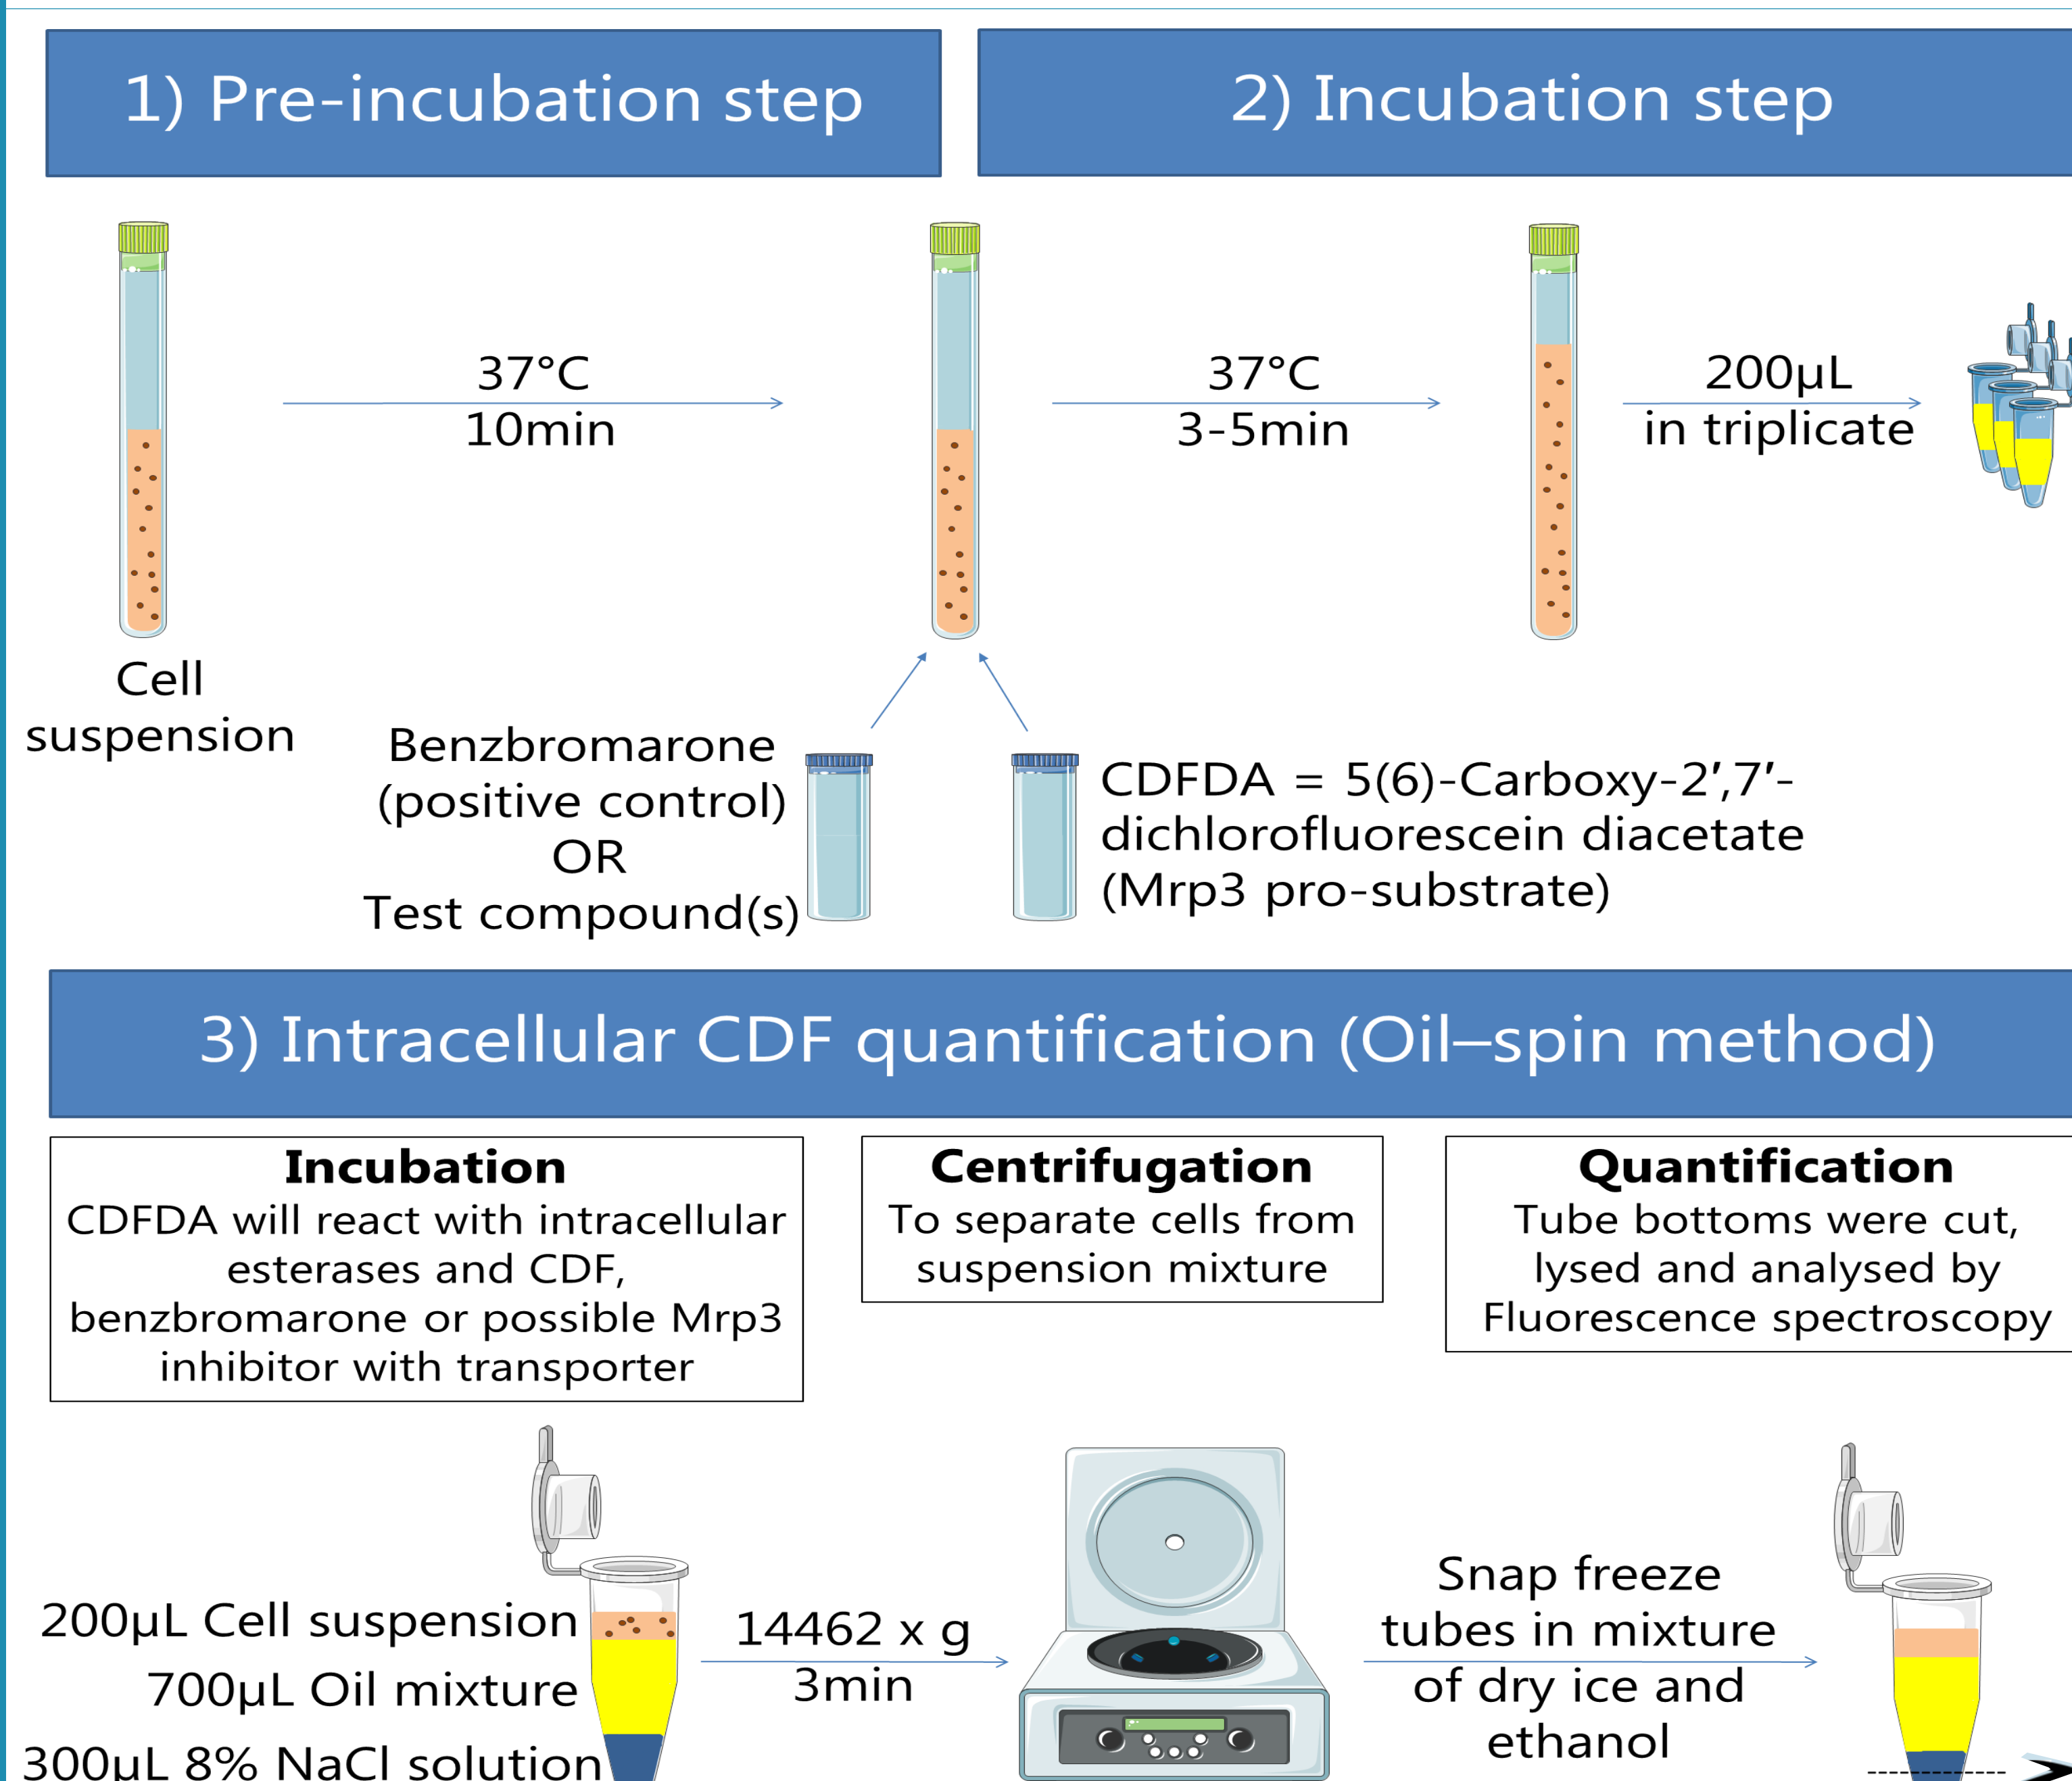 1) Pre-incubation step
2) Incubation step
37°C
10min
37°C
3-5min
200µL
in triplicate
Cell
suspension
Benzbromarone
(positive control)
OR
Test compound(s)
CDFDA = 5(6)-Carboxy-2′,7′-
dichlorofluorescein diacetate
(Mrp3 pro-substrate)
3) Intracellular CDF quantification (Oil–spin method)
Incubation
CDFDA will react with intracellular
esterases and CDF,
benzbromarone or possible Mrp3
inhibitor with transporter
Centrifugation
To separate cells from
suspension mixture
Quantification
Tube bottoms were cut,
lysed and analysed by
Fluorescence spectroscopy
200µL Cell suspension
700µL Oil mixture
300µL 8% NaCl solution
14462 x g
3min
Snap freeze
tubes in mixture
of dry ice and
ethanol